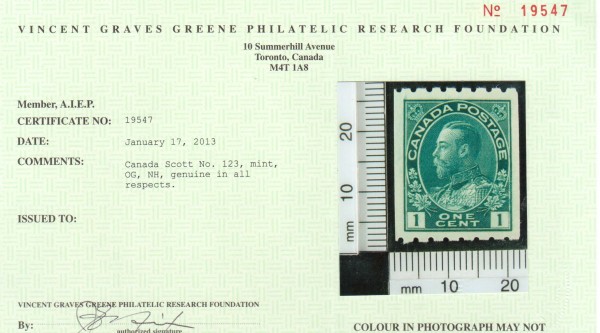 Nº 19547
VINCENT GRAVES GREENE PHILATELIC RESEARCH FOUNDATION
10 Summerhill Avenue
Toronto, Canada
M4T 1A8
Member, A.I.E.P.
CERTIFICATE NO: 19547
DATE: January 17, 2013
COMMENTS: Canada Scott No. 123, mint,
OG, NH, genuine in all
respects.
ISSUED TO:
CANADA POSTAGE
1 ONE CENT 1
mm 10 20
mm 10 20
VINCENT GRAVES GREENE PHILATELIC RESEARCH FOUNDATION
By:
authorized signature
COLOUR IN PHOTOGRAPH MAY NOT